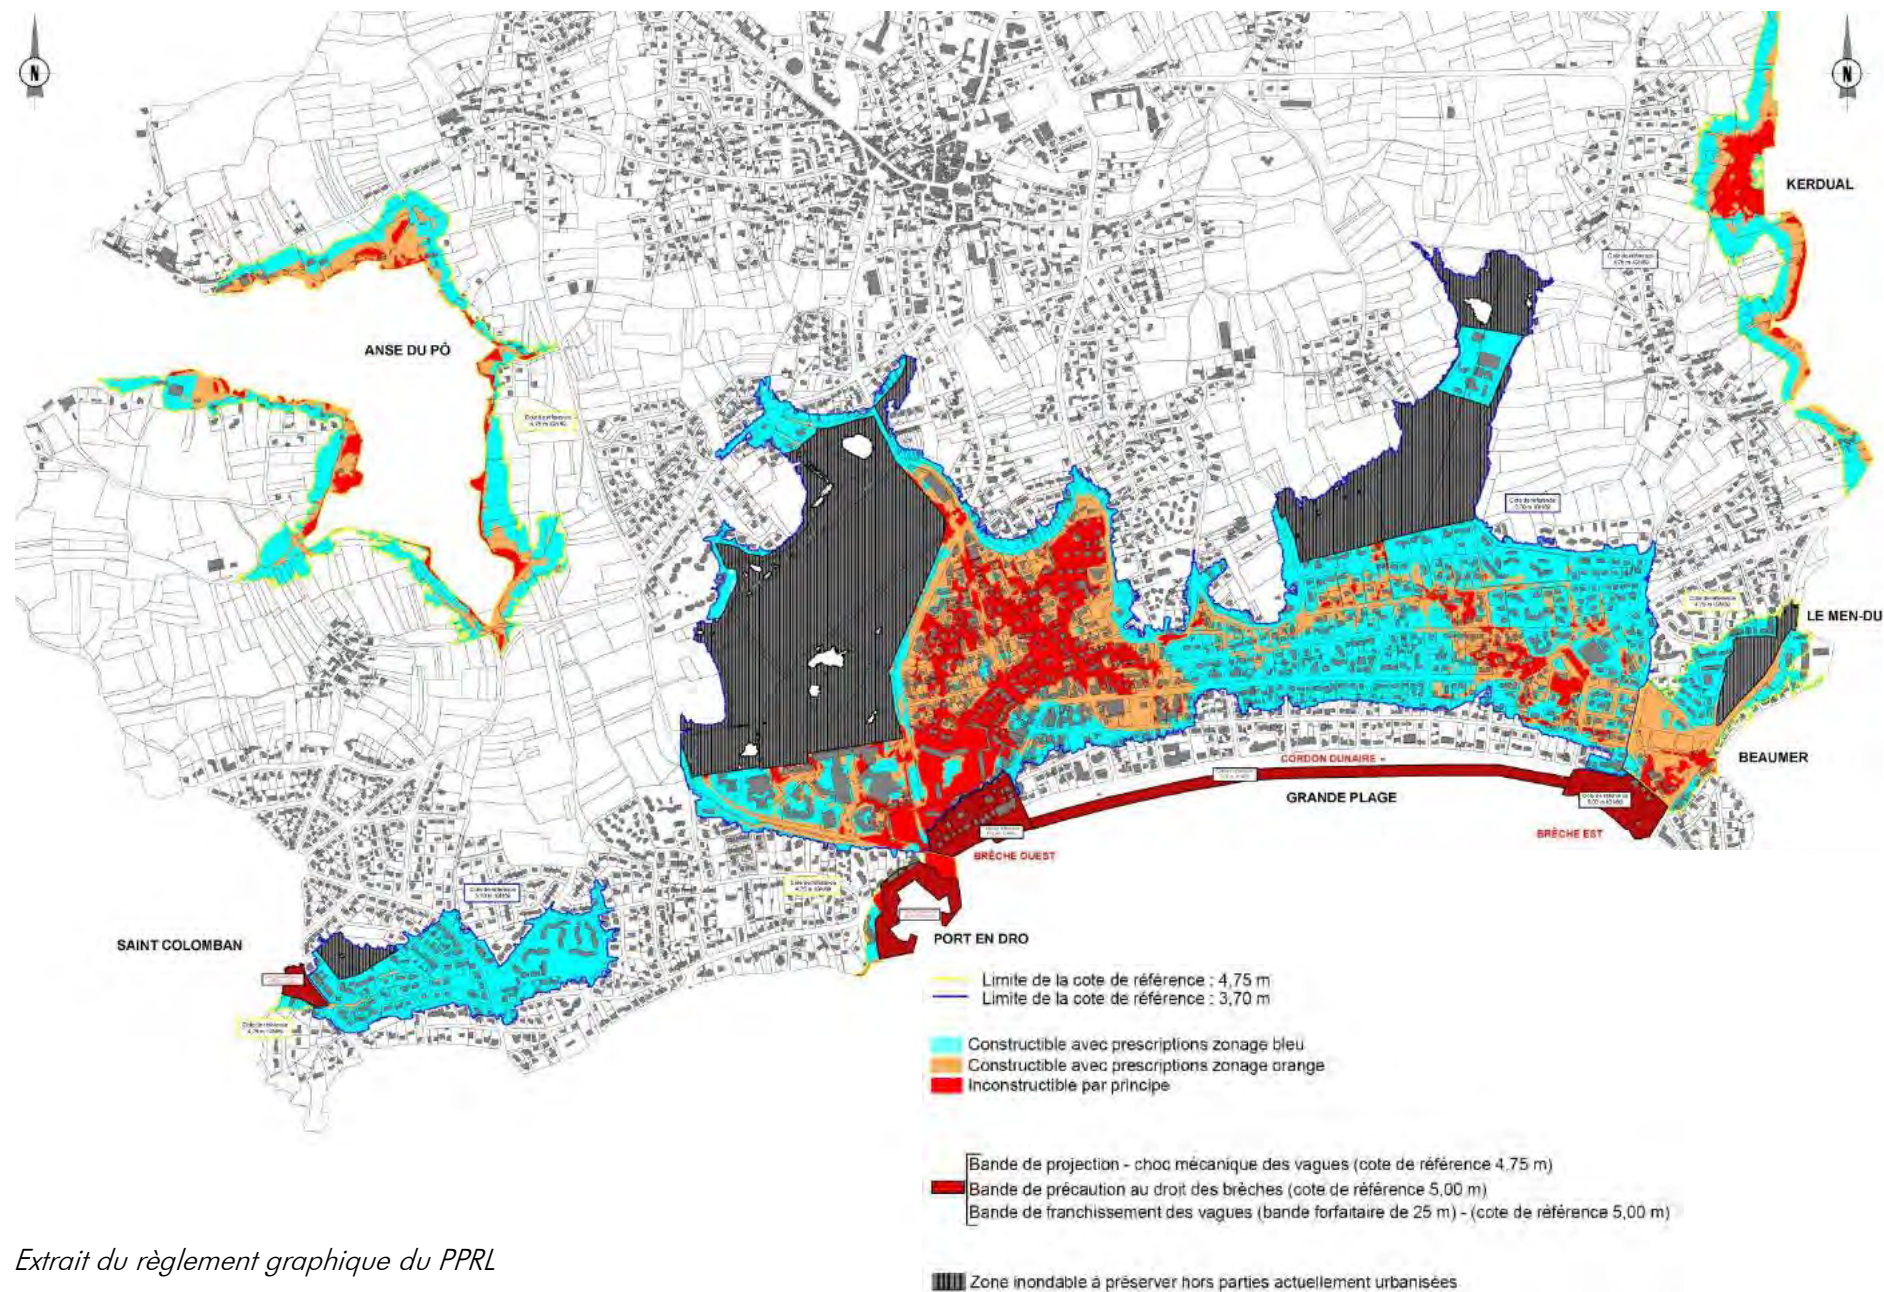 N
N
KERDUAL
ANSE DU PÔ
LE MEN-DU
BEAUMER
CORDON DUNAIRE
GRANDE PLAGE
BRÈCHE EST
BRÈCHE OUEST
SAINT COLOMBAN
PORT EN DRO
Limite de la cote de référence : 4,75 m
Limite de la cote de référence : 3,70 m
Constructible avec prescriptions zonage bleu
Constructible avec prescriptions zonage orange
Inconstructible par principe
Bande de projection - choc mécanique des vagues (cote de référence 4,75 m)
Bande de précaution au droit des brèches (cote de référence 5,00 m)
Bande de franchissement des vagues (bande forfaitaire de 25 m) - (cote de référence 5,00 m)
Extrait du règlement graphique du PPRL
Zone inondable à préserver hors parties actuellement urbanisées